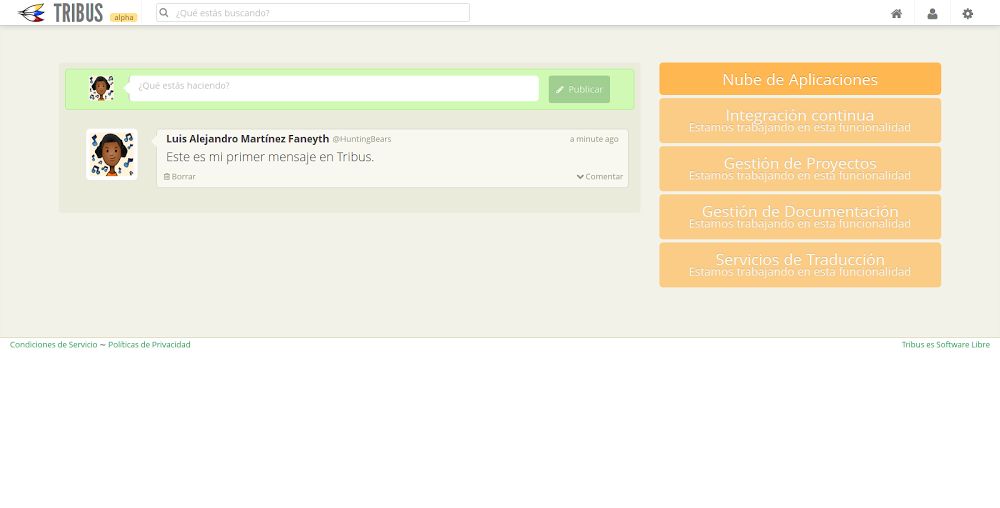 TRIBUS alpha
¿Qué estás buscando?
¿Qué estás haciendo?
Publicar
Luis Alejandro Martínez Faneyth @HuntingBears a minute ago
Este es mi primer mensaje en Tribus.
Borrar Comentar
Nube de Aplicaciones
Integración continua
Estamos trabajando en esta funcionalidad
Gestión de Proyectos
Estamos trabajando en esta funcionalidad
Gestión de Documentación
Estamos trabajando en esta funcionalidad
Servicios de Traducción
Estamos trabajando en esta funcionalidad
Condiciones de Servicio ~ Políticas de Privacidad
Tribus es Software Libre